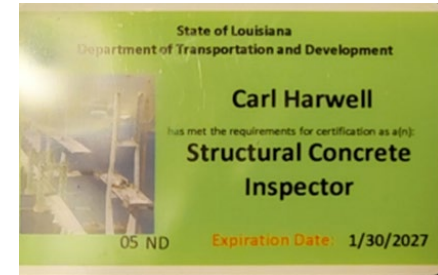 State of Louisiana
Department of Transportation and Development
Carl Harwell
has met the requirements for certification as a(n):
Structural Concrete
Inspector
05 ND Expiration Date: 1/30/2027